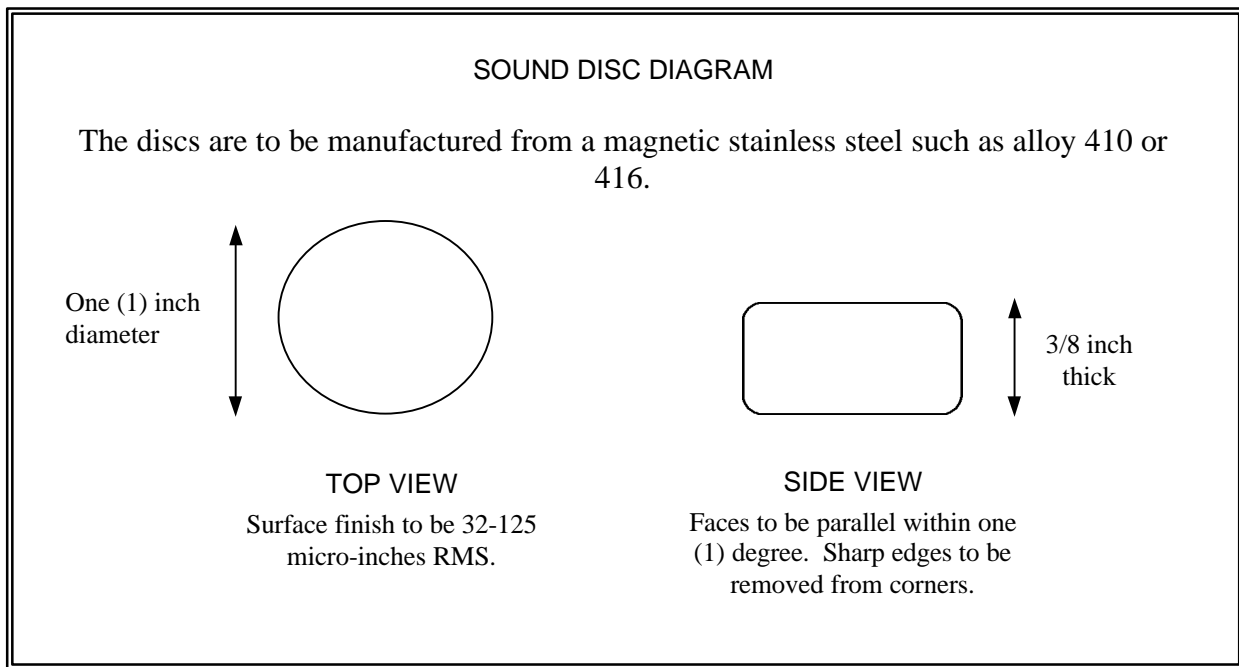 SOUND DISC DIAGRAM
The discs are to be manufactured from a magnetic stainless steel such as alloy 410 or
416.
One (1) inch
diameter
3/8 inch
thick
TOP VIEW
Surface finish to be 32-125
micro-inches RMS.
SIDE VIEW
Faces to be parallel within one
(1) degree.  Sharp edges to be
removed from corners.